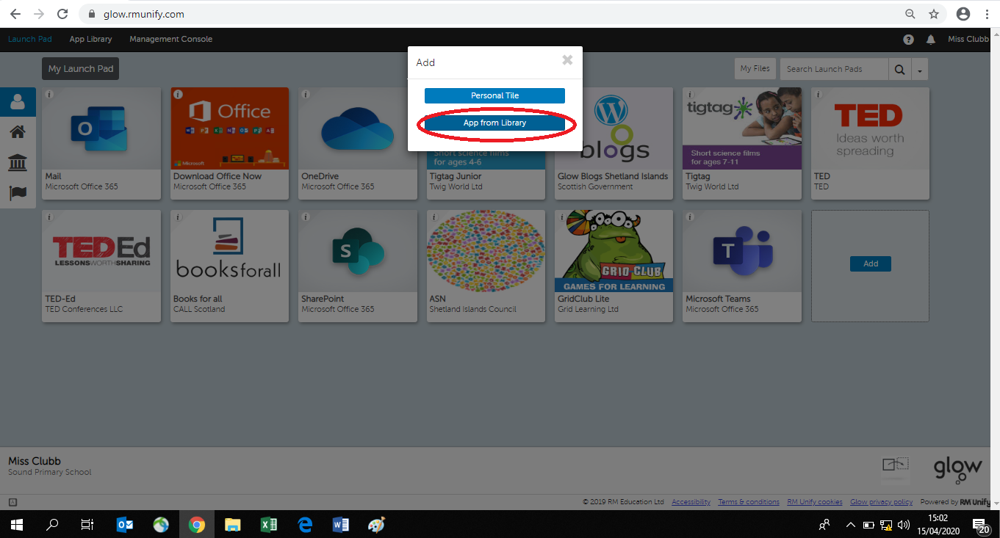 glow.rmunify.com
Launch Pad App Library Management Console Miss Clubb
Add
Personal Tile
App from Library
My Launch Pad My Files Search Launch Pads
Office
Microsoft
Short science films
for ages 4-6
blogs
tigtag
Short science films
for ages 7-11
TED
Ideas worth
spreading
Mail
Microsoft Office 365
Download Office Now
Microsoft Office 365
OneDrive
Microsoft Office 365
Tigtag Junior
Twig World Ltd
Glow Blogs Shetland Islands
Scottish Government
Tigtag
Twig World Ltd
TED
TED
TEDEd
LESSONSWORTHSHARING
booksforall
S
GRID CLUB
GAMES FOR LEARNING
T
Add
TED-Ed
TED Conferences LLC
Books for all
CALL Scotland
SharePoint
Microsoft Office 365
ASN
Shetland Islands Council
GridClub Lite
Grid Learning Ltd
Microsoft Teams
Microsoft Office 365
Miss Clubb
Sound Primary School
glow
© 2019 RM Education Ltd Accessibility Terms & conditions RM Unify cookies Glow privacy policy Powered by RM Unify
15:02
15/04/2020
20